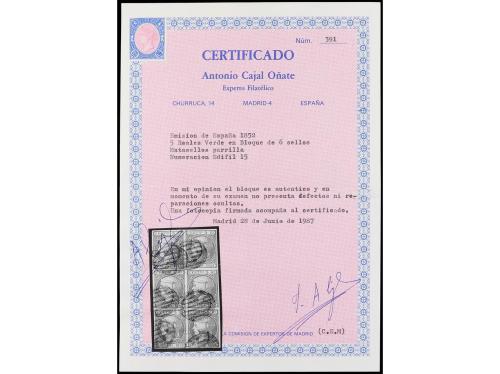 Núm. 391
CERTIFICADO
Antonio Cajal Oñate
Experto Filatélico
CHURRUCA, 14 MADRID-4 ESPAÑA
Emision de España 1852
5 Reales Verde en Bloque de 6 sellos
Matasellos parrilla
Numeracion Edifil 15
En mi opinion el bloque es autentico y en
momento de su examen no presenta defectos ni re-
paraciones ocultas.
Una fotocopia firmada acompaña al certificado.
Madrid 28 de Junio de 1987
A COMISION DE EXPERTOS DE MADRID
(C.E.M)